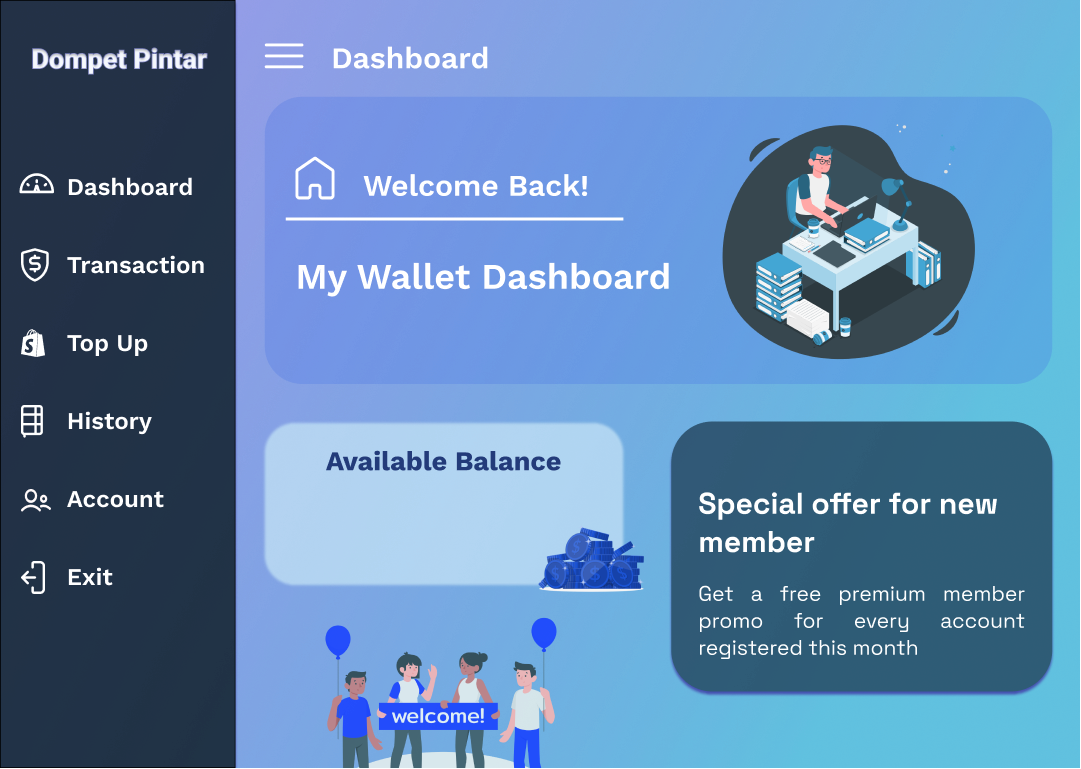 Dompet Pintar
Dashboard
Transaction
Top Up
History
Account
Exit
Dashboard
Welcome Back!
My Wallet Dashboard
Available Balance
welcome!
Special offer for new
member
Get a free premium member
promo for every account
registered this month